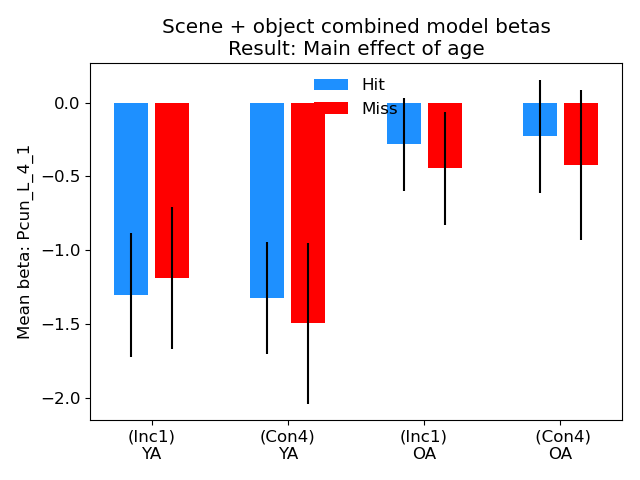 Scene + object combined model betas
Result: Main effect of age
Hit
Miss
Mean beta: Pcun_L_4_1
0.0
−0.5
−1.0
−1.5
−2.0
(Inc1)
YA
(Con4)
YA
(Inc1)
OA
(Con4)
OA